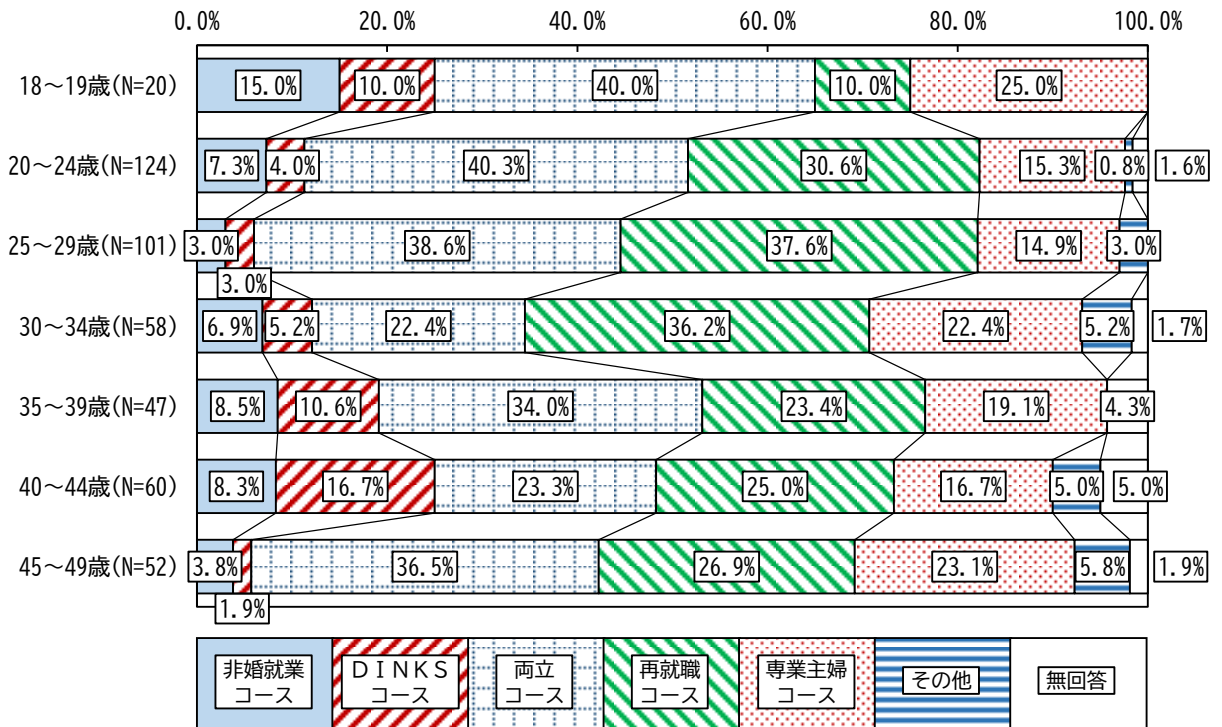 0.0% 20.0% 40.0% 60.0% 80.0% 100.0%
18～19歳(N=20) 15.0% 10.0% 40.0% 10.0% 25.0%
20～24歳(N=124) 7.3% 4.0% 40.3% 30.6% 15.3% 0.8% 1.6%
25～29歳(N=101) 3.0% 38.6% 37.6% 14.9% 3.0%
3.0%
30～34歳(N=58) 6.9% 5.2% 22.4% 36.2% 22.4% 5.2% 1.7%
35～39歳(N=47) 8.5% 10.6% 34.0% 23.4% 19.1% 4.3%
40～44歳(N=60) 8.3% 16.7% 23.3% 25.0% 16.7% 5.0% 5.0%
45～49歳(N=52) 3.8% 36.5% 26.9% 23.1% 5.8% 1.9%
1.9%
非婚就業
コース
ＤＩＮＫＳ
コース
両立
コース
再就職
コース
専業主婦
コース
その他
無回答